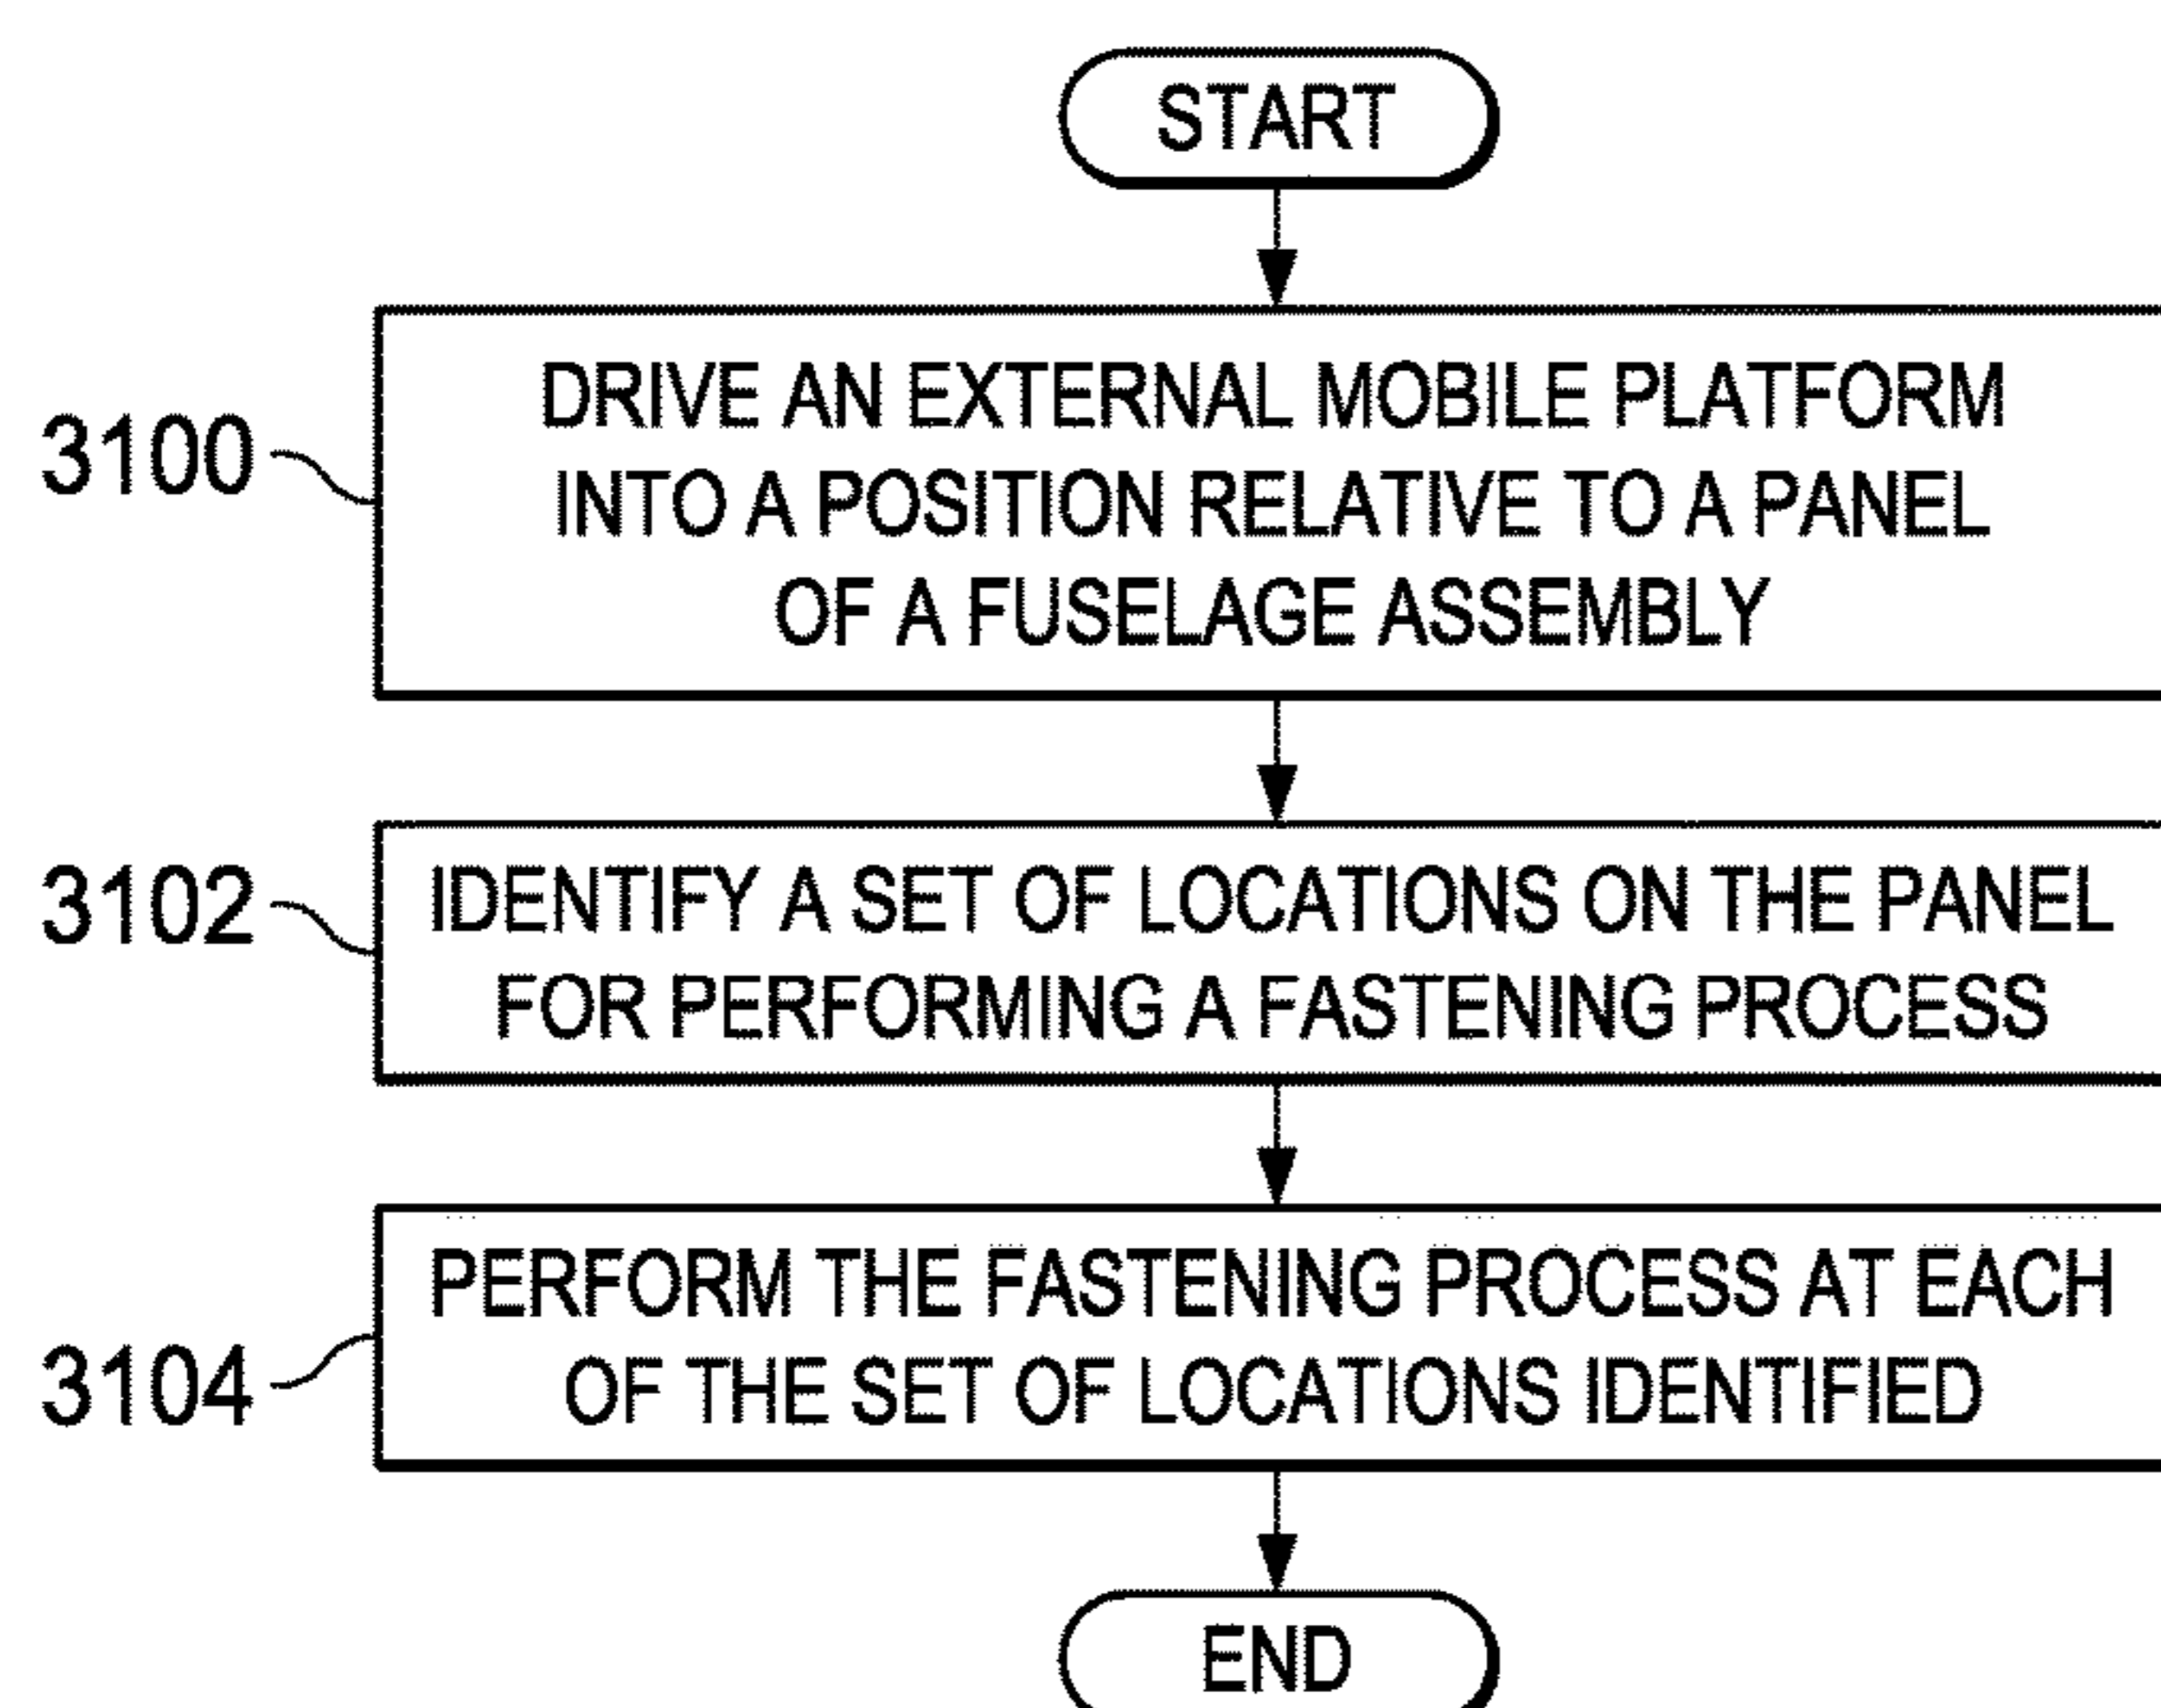 START
3100
DRIVE AN EXTERNAL MOBILE PLATFORM
INTO A POSITION RELATIVE TO A PANEL
OF A FUSELAGE ASSEMBLY
3102
IDENTIFY A SET OF LOCATIONS ON THE PANEL
FOR PERFORMING A FASTENING PROCESS
3104
PERFORM THE FASTENING PROCESS AT EACH
OF THE SET OF LOCATIONS IDENTIFIED
END